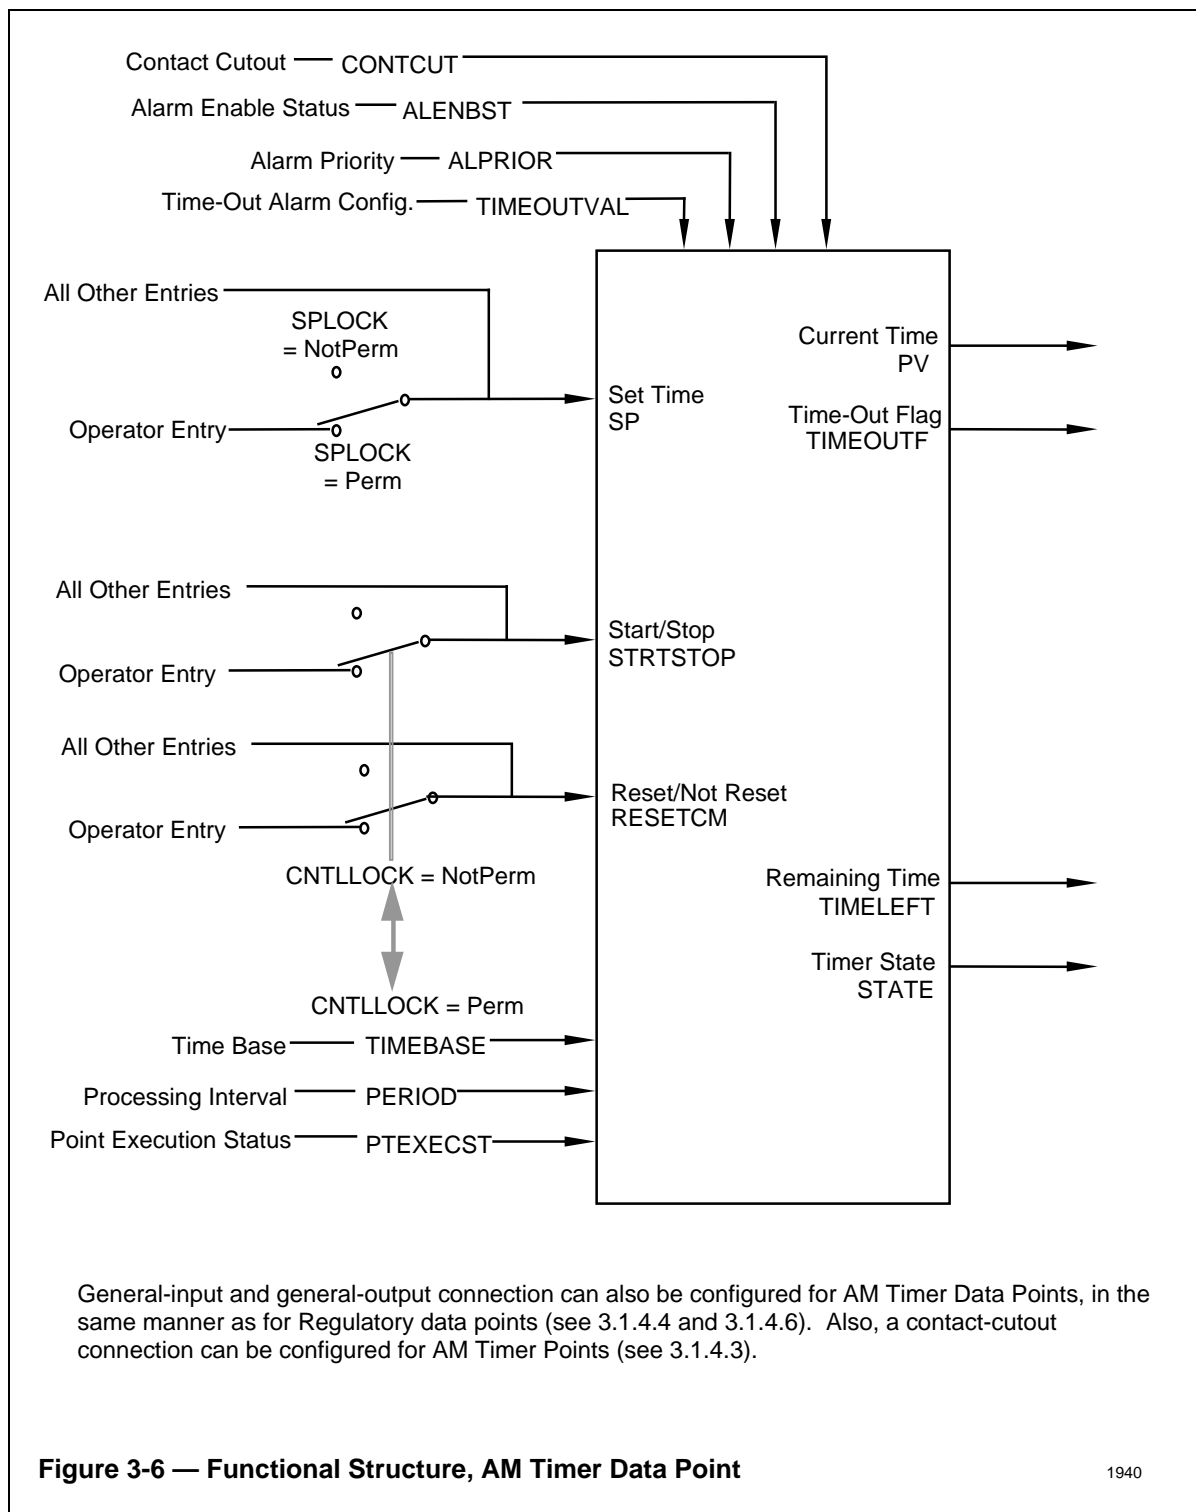 Contact Cutout CONTCUT
Alarm Enable Status ALENBST
Alarm Priority ALPRIOR
Time-Out Alarm Config. TIMEOUTVAL
All Other Entries
SPLOCK
= NotPerm
Operator Entry
SPLOCK
= Perm
Set Time
SP
Current Time
PV
Time-Out Flag
TIMEOUTF
All Other Entries
Operator Entry
Start/Stop
STRTSTOP
All Other Entries
Operator Entry
Reset/Not Reset
RESETCM
CNTLLOCK = NotPerm
CNTLLOCK = Perm
Remaining Time
TIMELEFT
Timer State
STATE
Time Base TIMEBASE
Processing Interval PERIOD
Point Execution Status PTEXECST
General-input and general-output connection can also be configured for AM Timer Data Points, in the
same manner as for Regulatory data points (see 3.1.4.4 and 3.1.4.6).  Also, a contact-cutout
connection can be configured for AM Timer Points (see 3.1.4.3).
Figure 3-6 — Functional Structure, AM Timer Data Point
1940